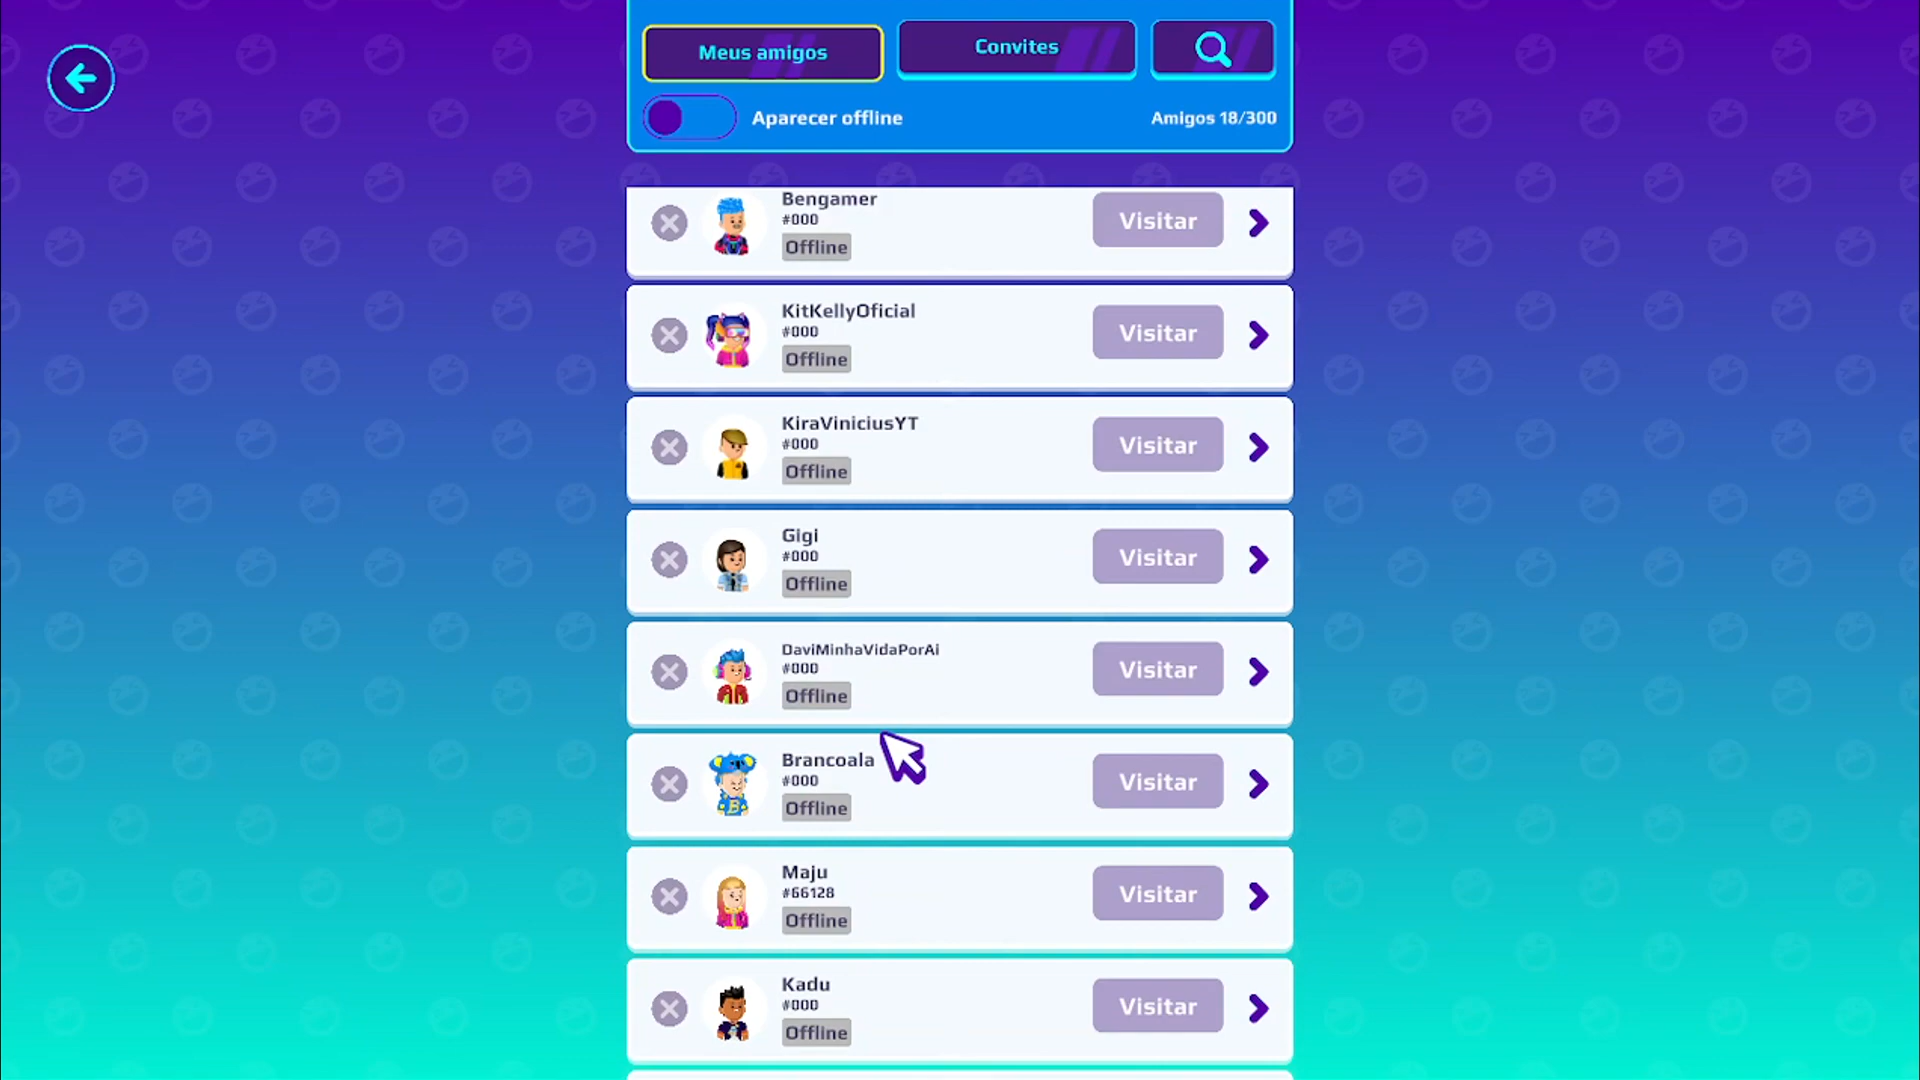 Meus amigos
Convites
Aparecer offline
Amigos 18/300
Bengamer
#000
Offline
Visitar
KitKellyOficial
#000
Offline
Visitar
KiraViniciusYT
#000
Offline
Visitar
Gigi
#000
Offline
Visitar
DaviMinhaVidaPorAi
#000
Offline
Visitar
Brancoala
#000
Offline
Visitar
Maju
#66128
Offline
Visitar
Kadu
#000
Offline
Visitar